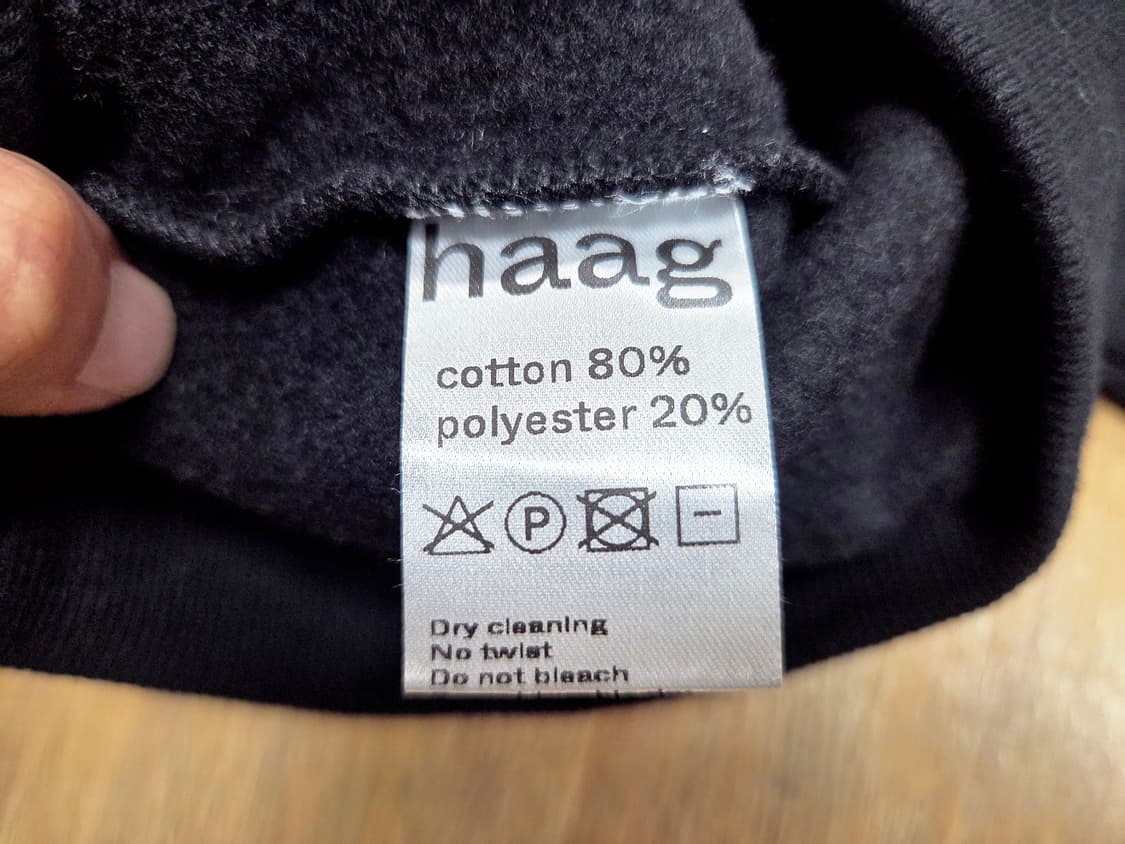 haag
cotton 80%
polyester 20%
P
Dry cleaning
No twist
Do not bleach